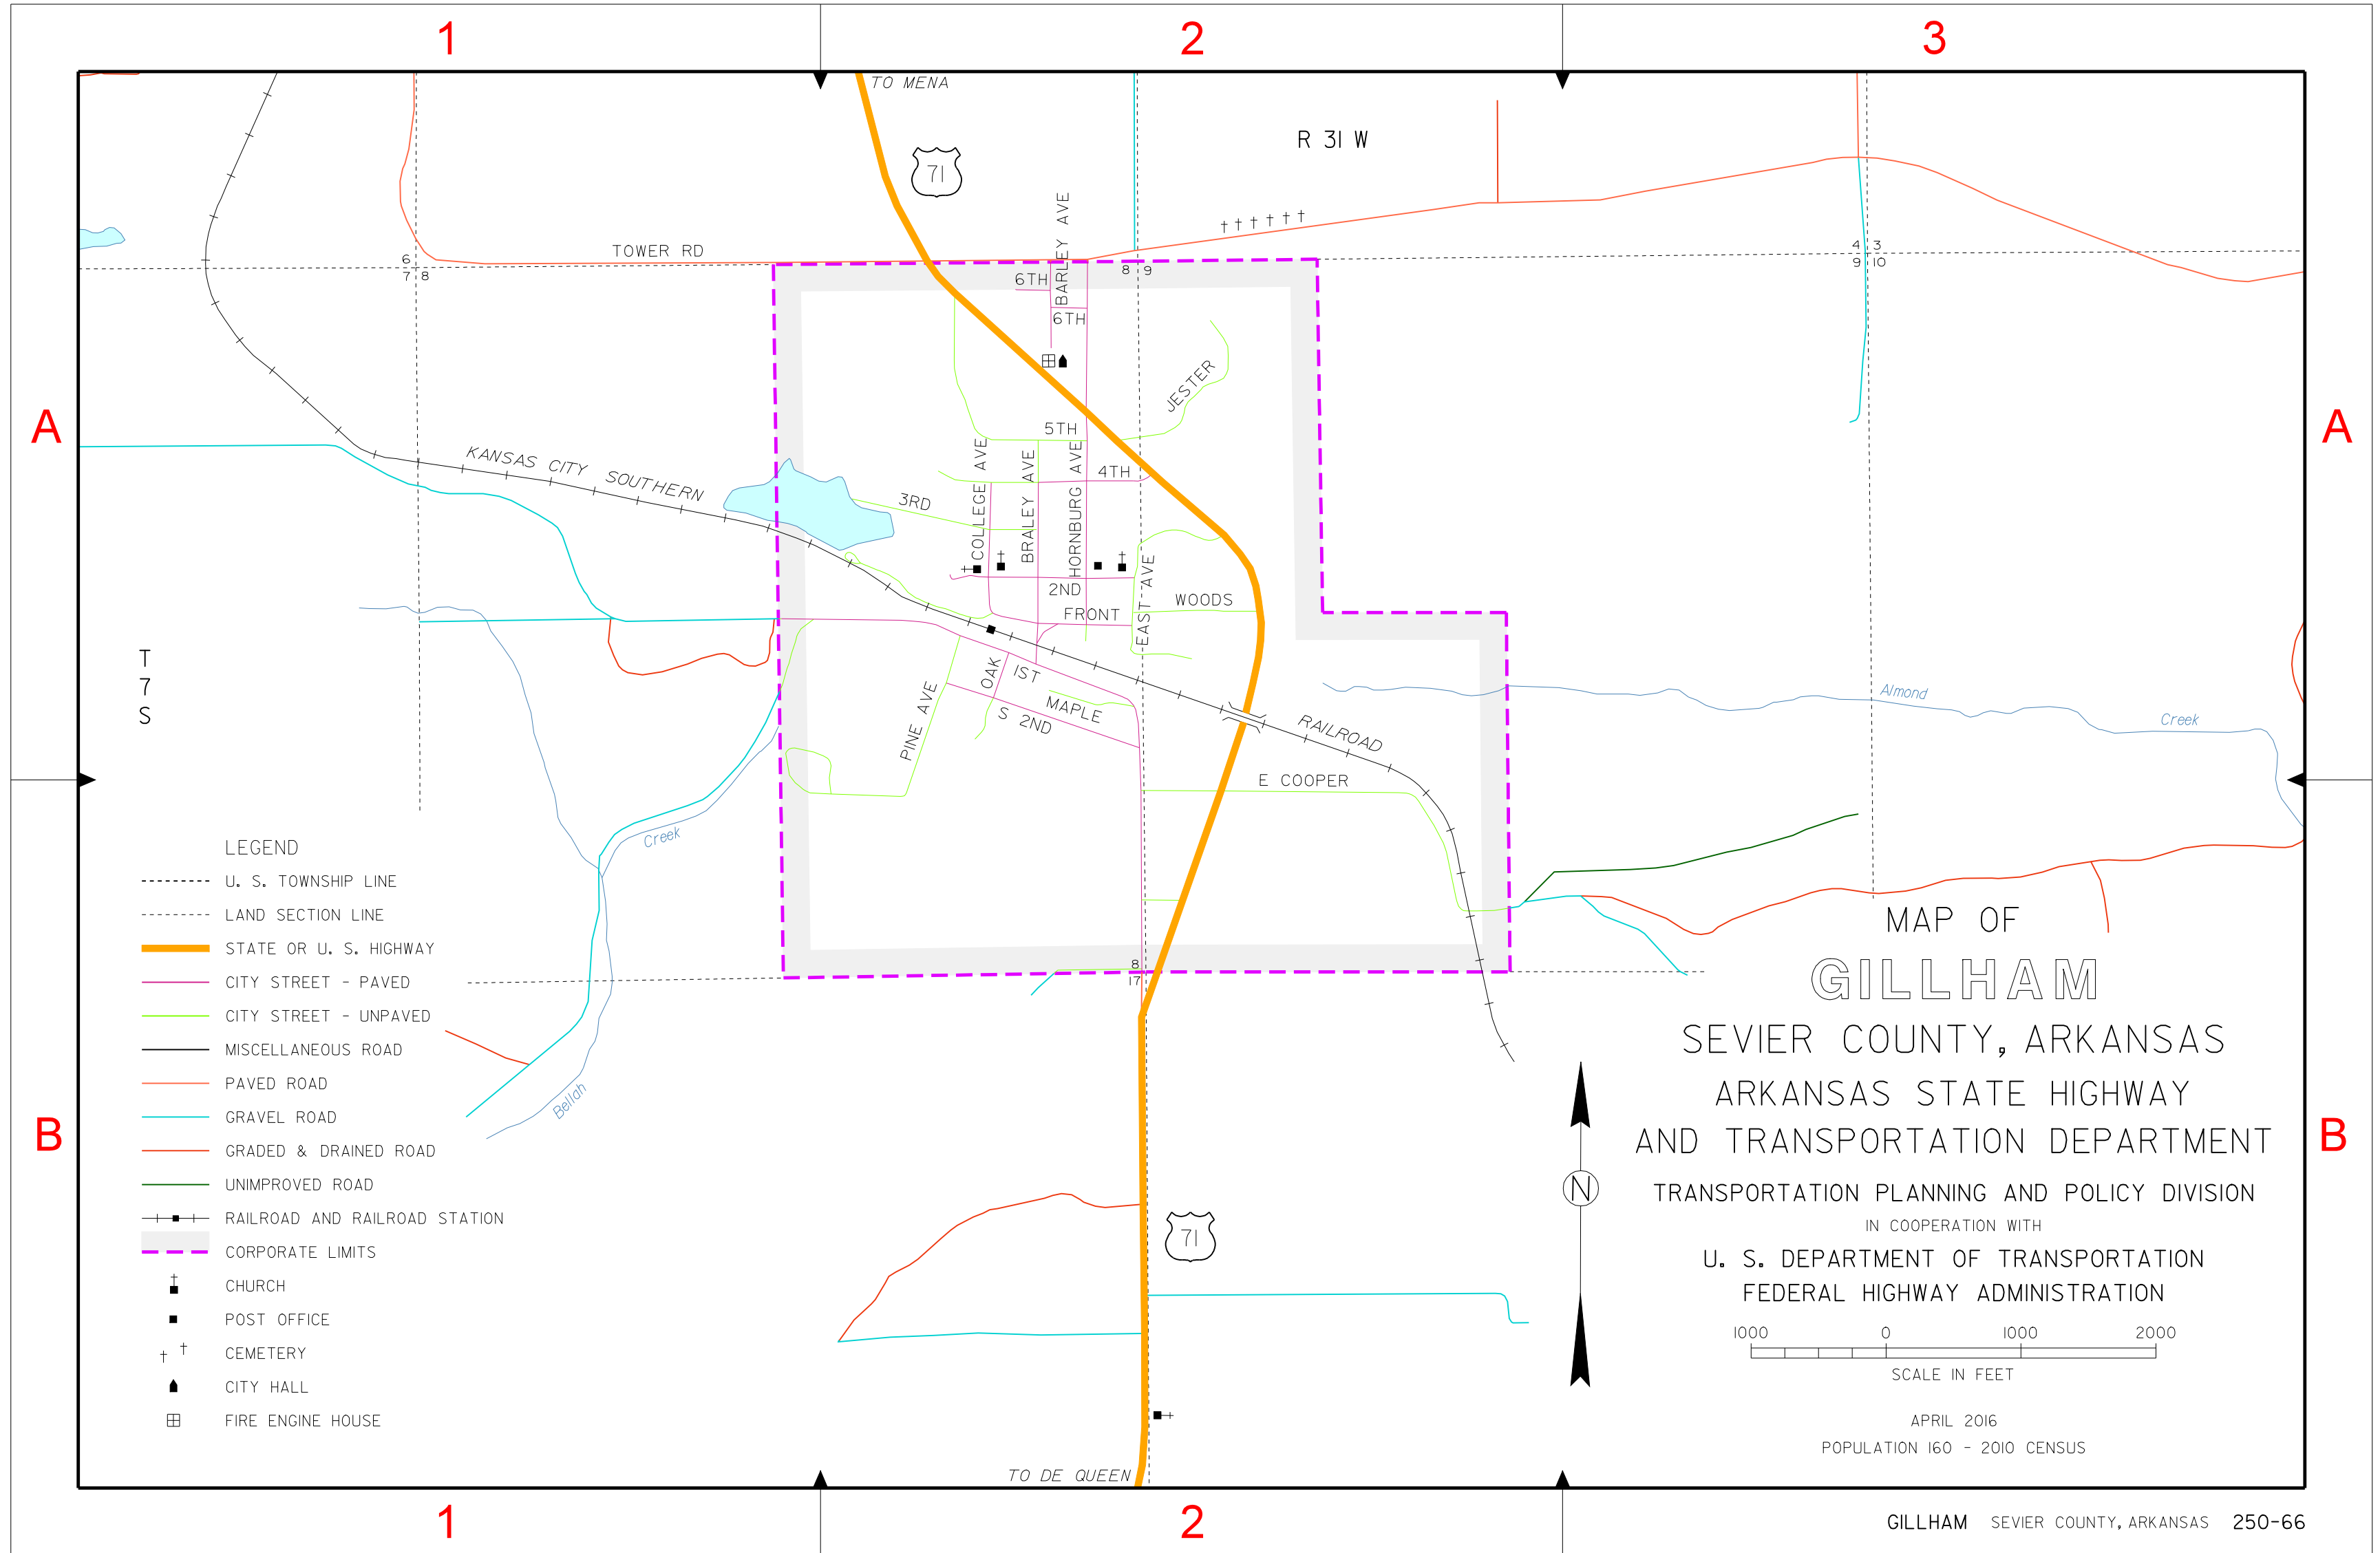 1
2
3
TO MENA
R 31 W
71
BARLEY AVE
TOWER RD
6
7 8
8 9
4 3
9 10
6TH
6TH
A
A
JESTER
5TH
KANSAS CITY SOUTHERN
COLLEGE AVE
BRALEY AVE
HORNBURG AVE
4TH
3RD
2ND
EAST AVE
WOODS
FRONT
T
7
S
OAK
1ST
PINE AVE
MAPLE
S 2ND
RAILROAD
Almond
Creek
E COOPER
Creek
LEGEND
U. S. TOWNSHIP LINE
LAND SECTION LINE
STATE OR U. S. HIGHWAY
CITY STREET - PAVED
CITY STREET - UNPAVED
MISCELLANEOUS ROAD
PAVED ROAD
GRAVEL ROAD
GRADED & DRAINED ROAD
UNIMPROVED ROAD
RAILROAD AND RAILROAD STATION
CORPORATE LIMITS
CHURCH
POST OFFICE
CEMETERY
CITY HALL
FIRE ENGINE HOUSE
8
17
Bellah
B
B
71
TO DE QUEEN
N
MAP OF
GILLHAM
SEVIER COUNTY, ARKANSAS
ARKANSAS STATE HIGHWAY
AND TRANSPORTATION DEPARTMENT
TRANSPORTATION PLANNING AND POLICY DIVISION
IN COOPERATION WITH
U. S. DEPARTMENT OF TRANSPORTATION
FEDERAL HIGHWAY ADMINISTRATION
1000 0 1000 2000
SCALE IN FEET
APRIL 2016
POPULATION 160 - 2010 CENSUS
1
2
GILLHAM SEVIER COUNTY, ARKANSAS 250-66